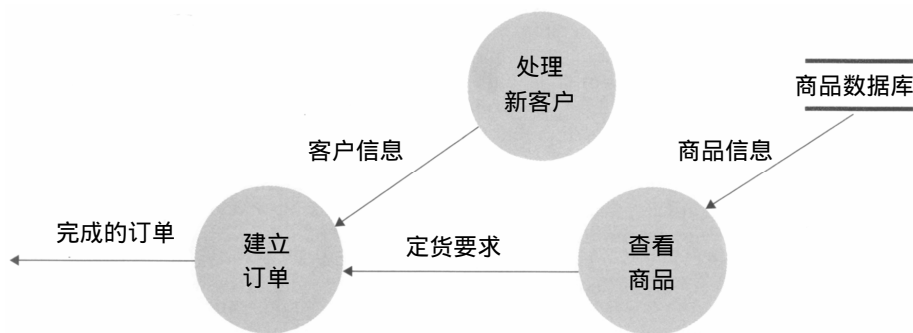 处理
新客户
商品数据库
客户信息
商品信息
完成的订单
建立
订单
定货要求
查看
商品